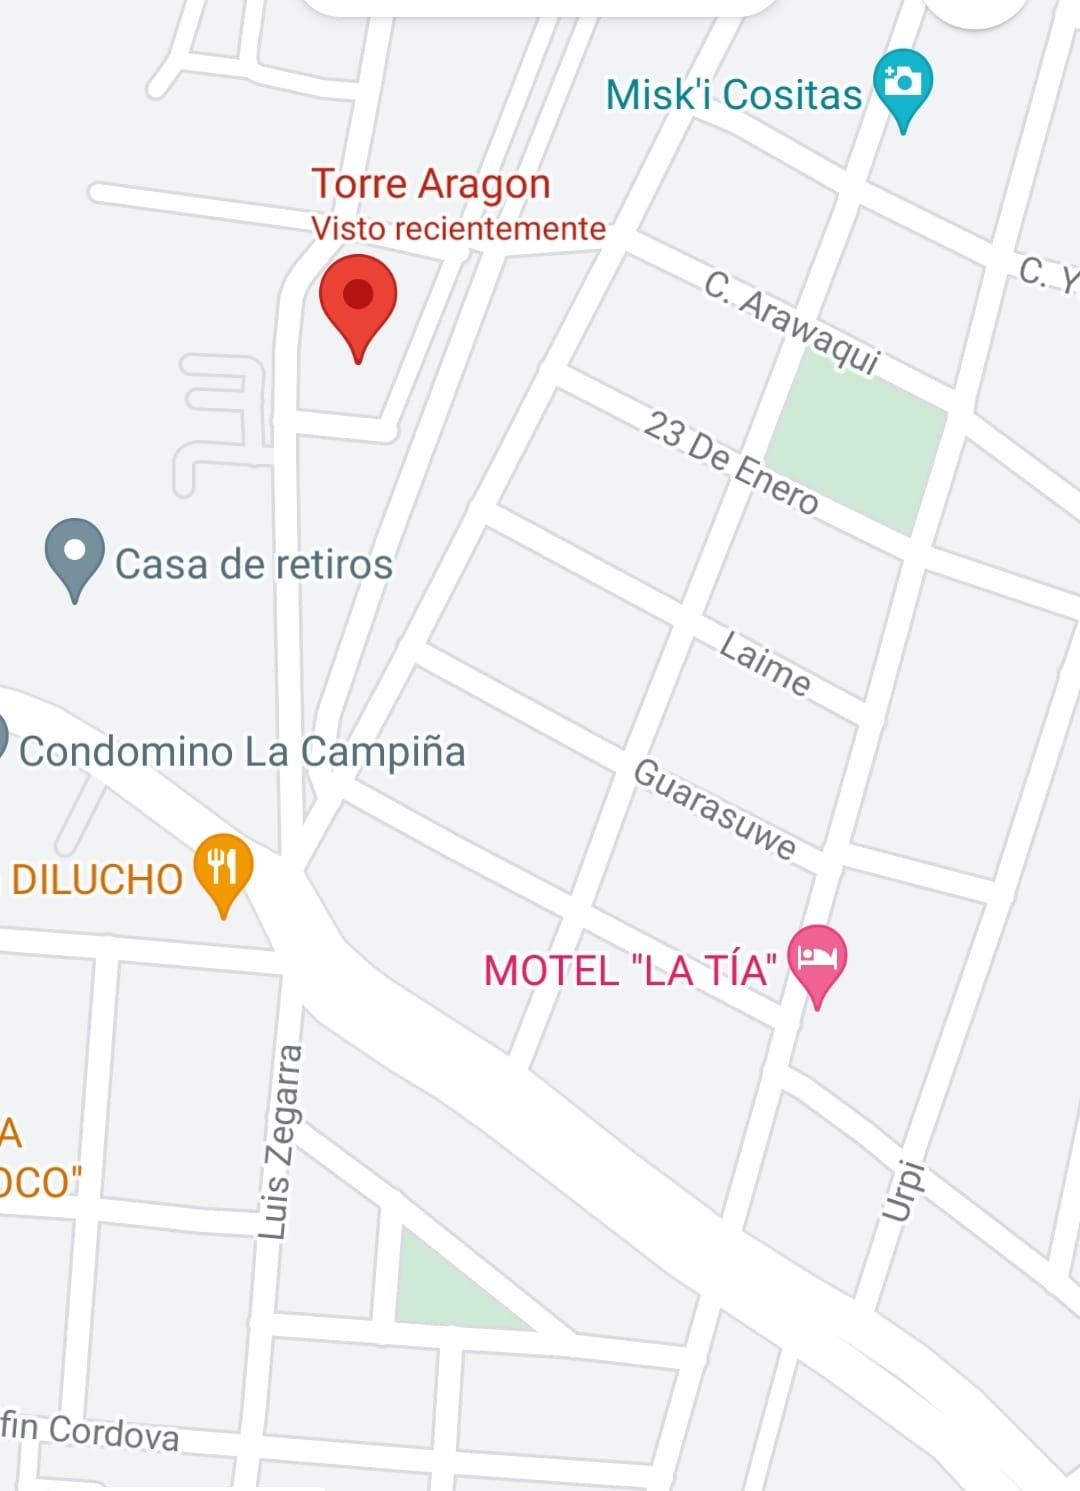 Misk'i Cositas
Torre Aragon
Visto recientemente
C. Y
C. Arawaqui
23 De Enero
Casa de retiros
Laime
Condomino La Campiña
Guarasuwe
DILUCHO
MOTEL "LA TÍA"
Luis Zegarra
A
OCO"
Urpi
fin Cordova